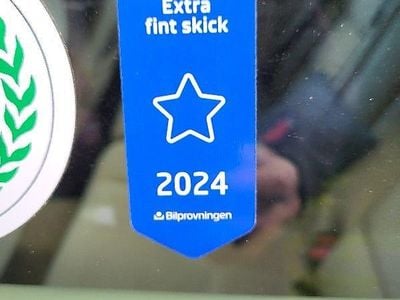 Extra
fint skick
2024
Bilprovningen